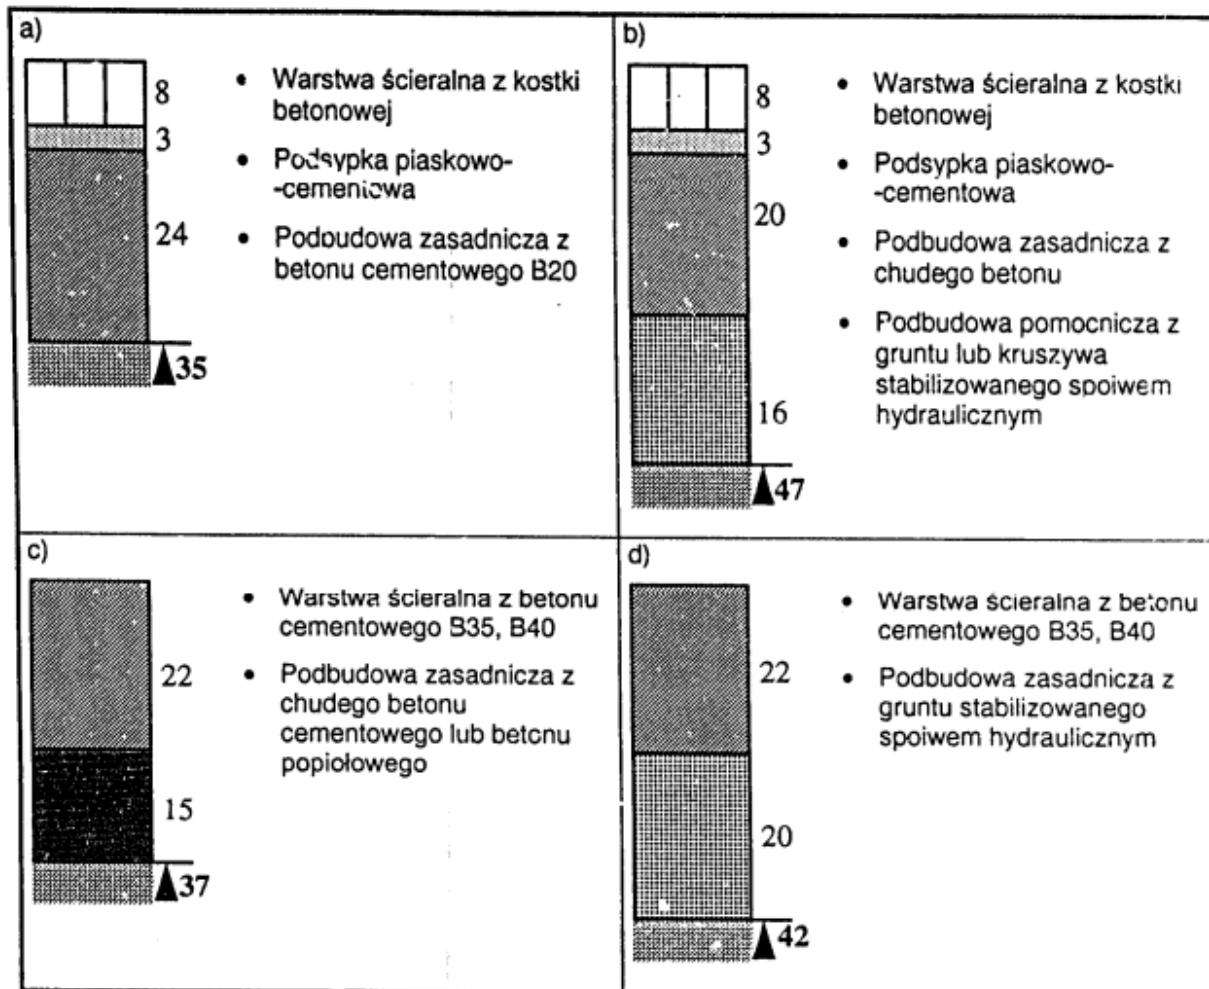 a)
8
3
24
35
• Warstwa ścieralna z kostki
betonowej
• Podsypka piaskowo-
-cementowa
• Podbudowa zasadnicza z
betonu cementowego B20
b)
8
3
20
16
47
• Warstwa ścieralna z kostki
betonowej
• Podsypka piaskowo-
-cementowa
• Podbudowa zasadnicza z
chudego betonu
• Podbudowa pomocnicza z
gruntu lub kruszywa
stabilizowanego spoiwem
hydraulicznym
c)
22
15
37
• Warstwa ścieralna z betonu
cementowego B35, B40
• Podbudowa zasadnicza z
chudego betonu
cementowego lub betonu
popiołowego
d)
22
20
42
• Warstwa ścieralna z betonu
cementowego B35, B40
• Podbudowa zasadnicza z
gruntu stabilizowanego
spoiwem hydraulicznym